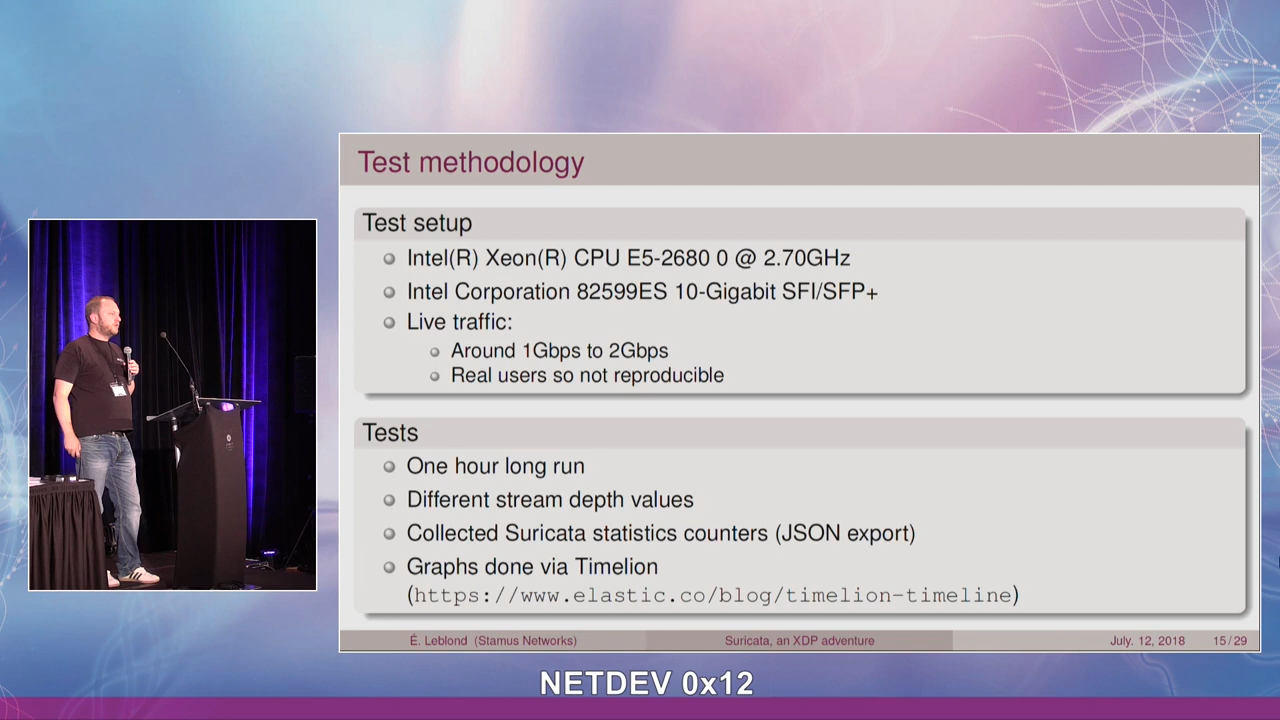 Test methodology
Test setup
Intel(R) Xeon(R) CPU E5-2680 0 @ 2.70GHz
Intel Corporation 82599ES 10-Gigabit SFI/SFP+
Live traffic:
Around 1Gbps to 2Gbps
Real users so not reproducible
Tests
One hour long run
Different stream depth values
Collected Suricata statistics counters (JSON export)
Graphs done via Timelion
(https://www.elastic.co/blog/timelion-timeline)
É. Leblond (Stamus Networks) Suricata, an XDP adventure July. 12, 2018 15/29
NETDEV 0x12